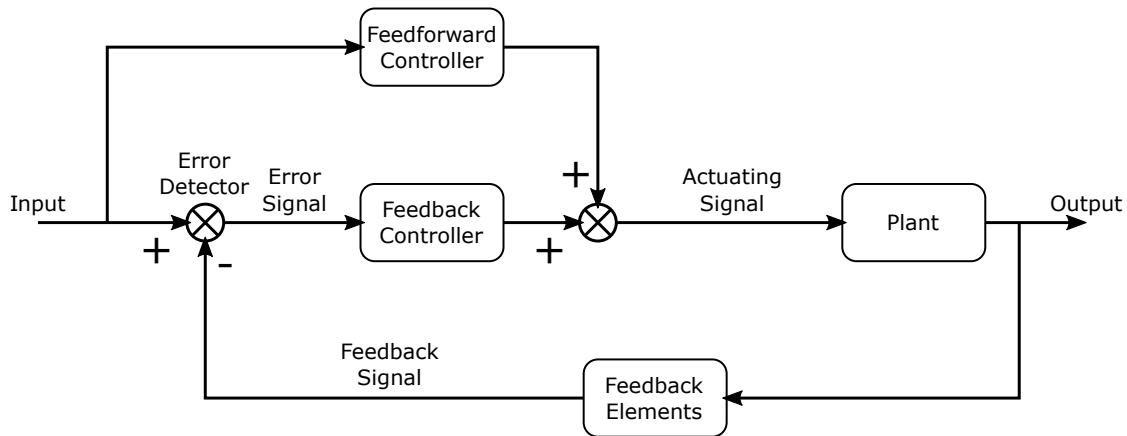 Feedforward
Controller
+
Error
Detector
Error
Signal
Actuating
Signal
Input
Feedback
Controller
Plant
Output
+
-
+
Feedback
Signal
Feedback
Elements